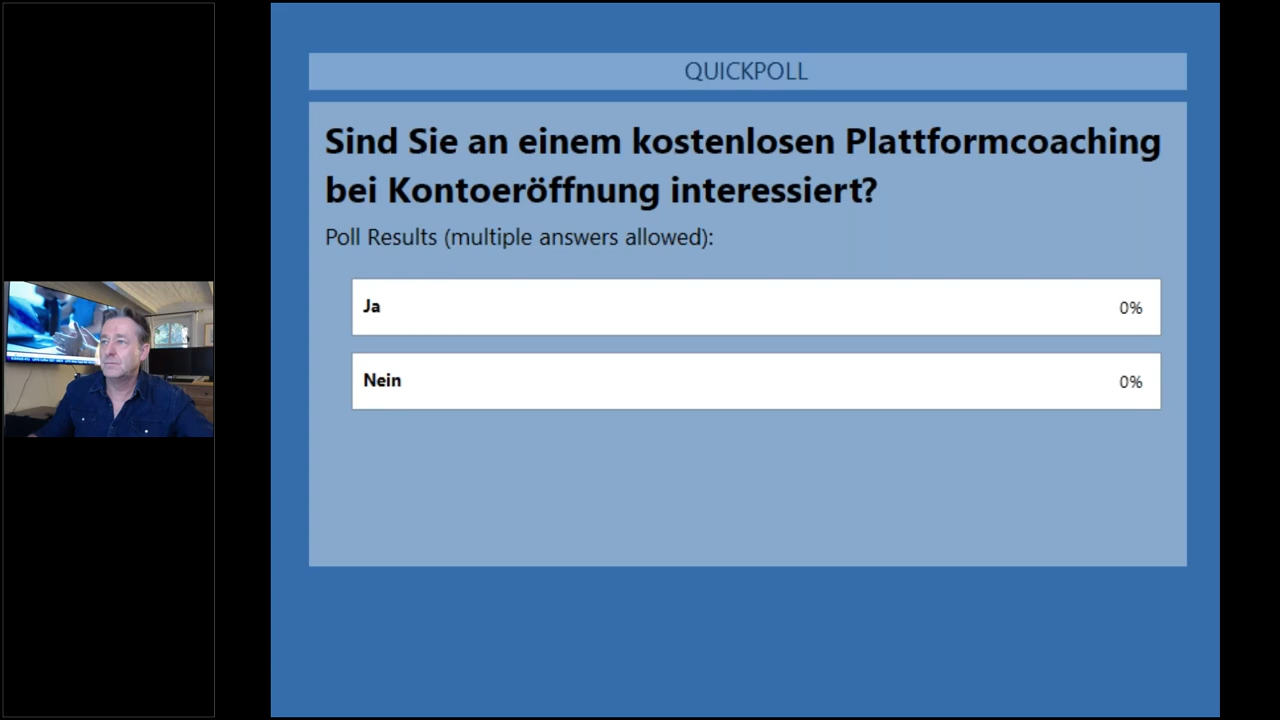 QUICKPOLL
Sind Sie an einem kostenlosen Plattformcoaching
bei Kontoeröffnung interessiert?
Poll Results (multiple answers allowed):
Ja 0%
Nein 0%